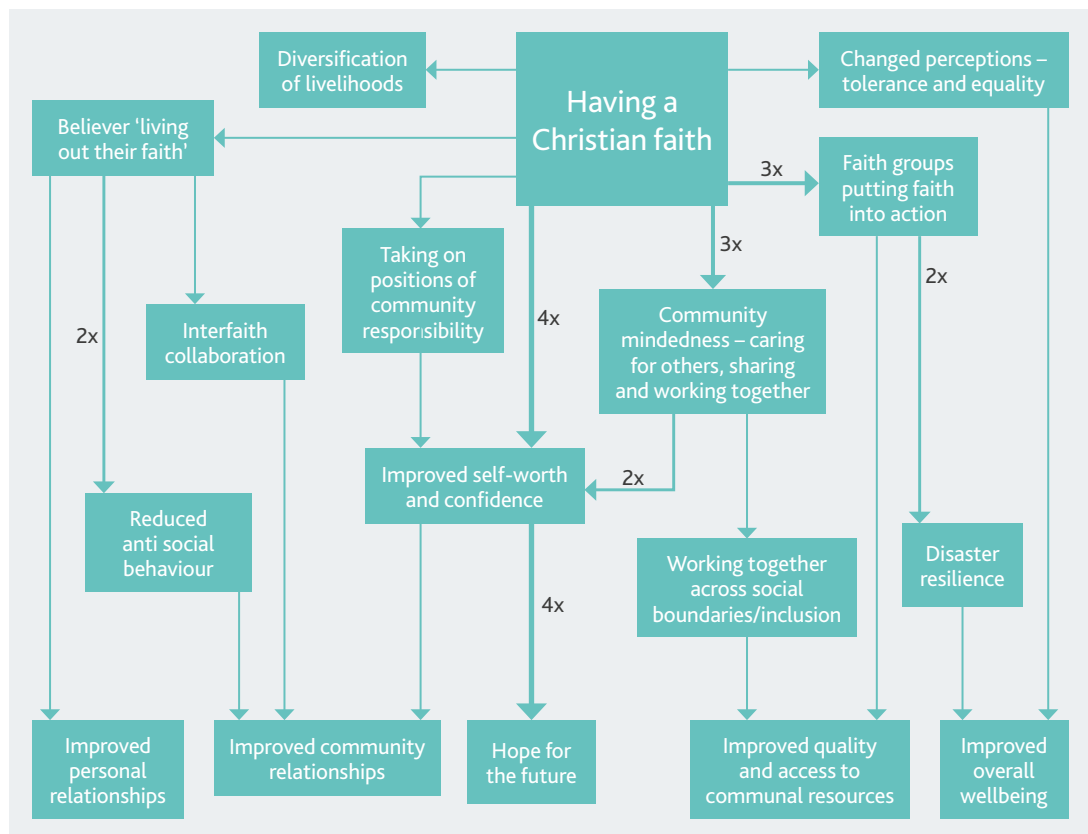 Diversification
of livelihoods
Having a
Christian faith
Changed perceptions –
tolerance and equality
Believer ‘living
out their faith’
3x
Faith groups
putting faith
into action
Taking on
positions of
community
responsibility
3x
2x
4x
Community
mindedness – caring
for others, sharing
and working together
2x
Interfaith
collaboration
Improved self-worth
and confidence
2x
Reduced
anti social
behaviour
Working together
across social
boundaries/inclusion
Disaster
resilience
4x
Improved
personal
relationships
Improved community
relationships
Hope for
the future
Improved quality
and access to
communal resources
Improved
overall
wellbeing